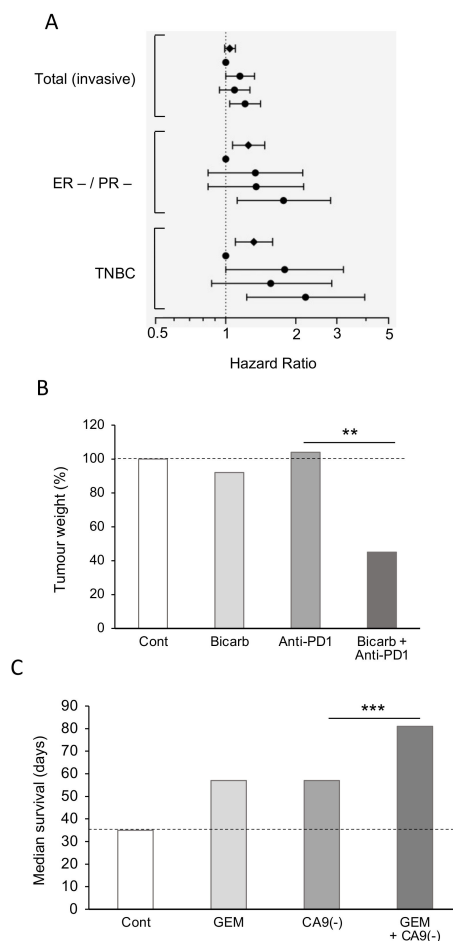 A
Total (invasive)
ER – / PR –
TNBC
0.5 1 2 3 5
Hazard Ratio
B
Tumour weight (%)
120
100
80
60
40
20
0
**
Cont Bicarb Anti-PD1 Bicarb +
Anti-PD1
C
Median survival (days)
90
80
70
60
50
40
30
20
10
0
***
Cont GEM CA9(-) GEM
+ CA9(-)